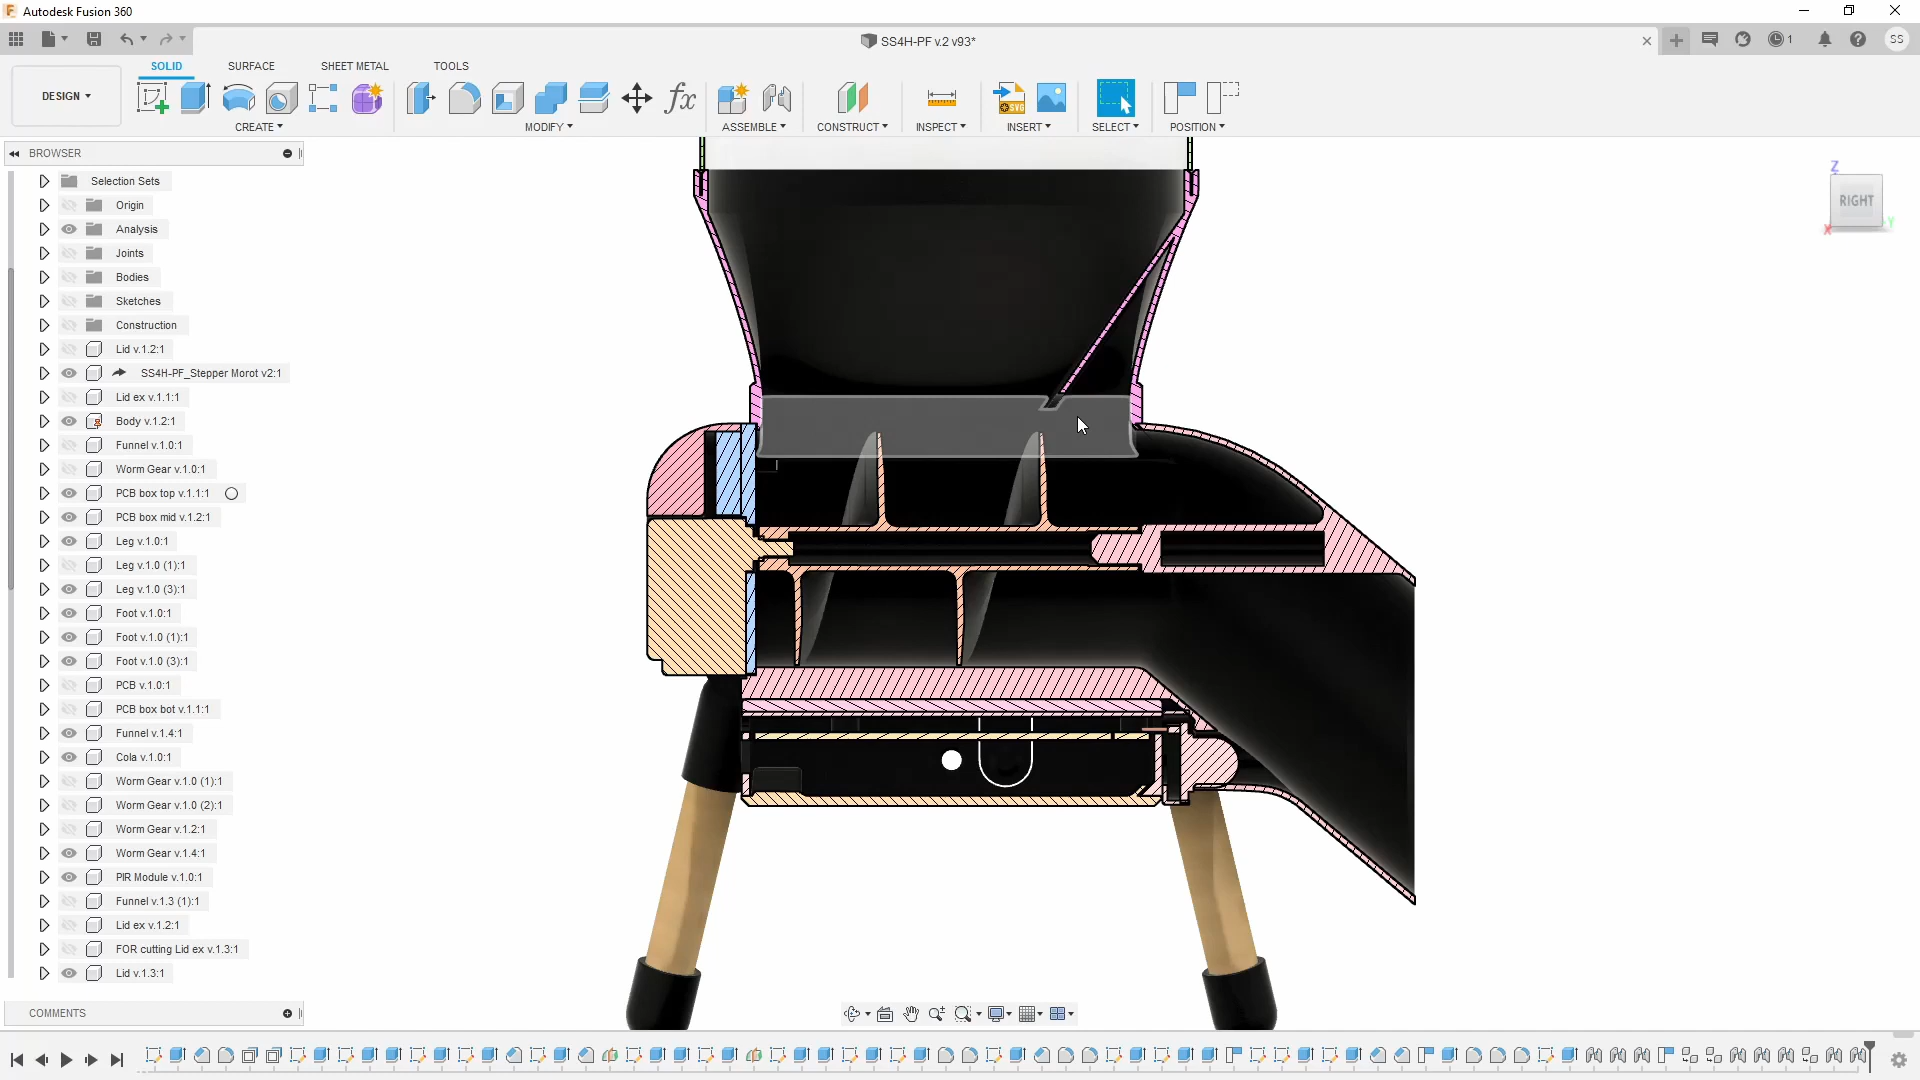 Autodesk Fusion 360
SS4H-PF v.2 v93*
1
SS
DESIGN
SOLID
SURFACE
SHEET METAL
TOOLS
fx
SVG
CREATE
MODIFY
ASSEMBLE
CONSTRUCT
INSPECT
INSERT
SELECT
POSITION
BROWSER
Selection Sets
Origin
Analysis
Joints
Bodies
Sketches
Construction
Lid v.1.2:1
SS4H-PF_Stepper Morot v2:1
Lid ex v.1.1:1
Body v.1.2:1
Funnel v.1.0:1
Worm Gear v.1.0:1
PCB box top v.1.1:1
PCB box mid v.1.2:1
Leg v.1.0:1
Leg v.1.0 (1):1
Leg v.1.0 (3):1
Foot v.1.0:1
Foot v.1.0 (1):1
Foot v.1.0 (3):1
PCB v.1.0:1
PCB box bot v.1.1:1
Funnel v.1.4:1
Cola v.1.0:1
Worm Gear v.1.0 (1):1
Worm Gear v.1.0 (2):1
Worm Gear v.1.2:1
Worm Gear v.1.4:1
PIR Module v.1.0:1
Funnel v.1.3 (1):1
Lid ex v.1.2:1
FOR cutting Lid ex v.1.3:1
Lid v.1.3:1
COMMENTS
Z
RIGHT
X
Y